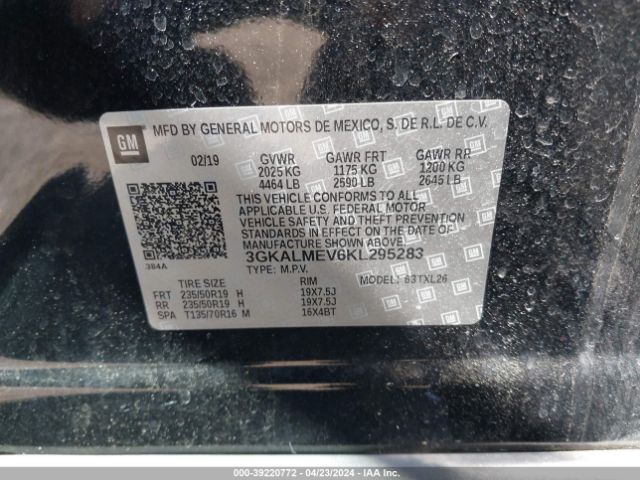 GM
MFD BY GENERAL MOTORS DE MEXICO, S. DE R.L. DE C.V.
02/19 GVWR GAWR FRT GAWR RR
2025 KG 1175 KG 1200 KG
4464 LB 2590 LB 2645 LB
THIS VEHICLE CONFORMS TO ALL
APPLICABLE U.S. FEDERAL MOTOR
VEHICLE SAFETY AND THEFT PREVENTION
STANDARDS IN EFFECT ON THE DATE
OF MANUFACTURE SHOWN ABOVE.
3GKALMEV6KL295283
384A TYPE: M.P.V. MODEL: 63TXL26
TIRE SIZE RIM
FRT 235/50R19 H 19X7.5J
RR 235/50R19 H 19X7.5J
SPA T135/70R16 M 16X4BT
000-39220772 - 04/23/2024 - IAA Inc.